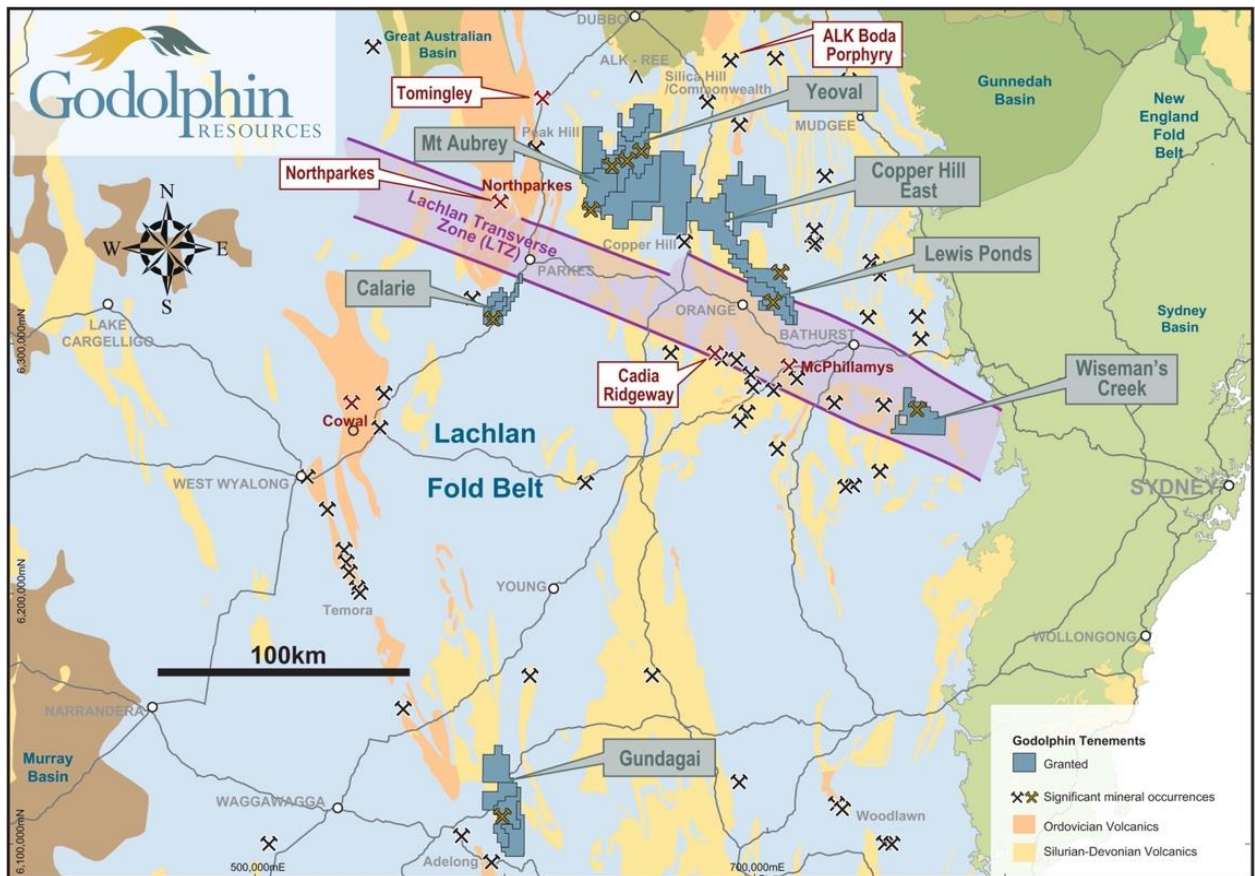 Godolphin
RESOURCES
DUBBO
Great Australian
Basin
ALK - REE
ALK Boda
Porphyry
Silica Hill
/Commonwealth
Tomingley
Yeoval
Gunnedah
Basin
New
England
Fold
Belt
Peak Hill
Mt Aubrey
MUDGEE
Northparkes
Northparkes
Copper Hill
East
N
W
E
S
Lachlan Transverse
Zone (LTZ)
Copper Hill
Lewis Ponds
PARKES
Calarie
ORANGE
LAKE
CARGELLIGO
BATHURST
Sydney
Basin
6,300,000mN
Cadia
Ridgeway
McPhillamys
Wiseman's
Creek
Cowal
Lachlan
Fold Belt
WEST WYALONG
SYDNEY
YOUNG
Temora
6,200,000mN
WOLLONGONG
100km
NARRANDERA
Murray
Basin
Gundagai
WAGGAWAGGA
Woodlawn
Adelong
6,100,000mN
500,000mE
700,000mE
Godolphin Tenements
Granted
Significant mineral occurrences
Ordovician Volcanics
Silurian-Devonian Volcanics